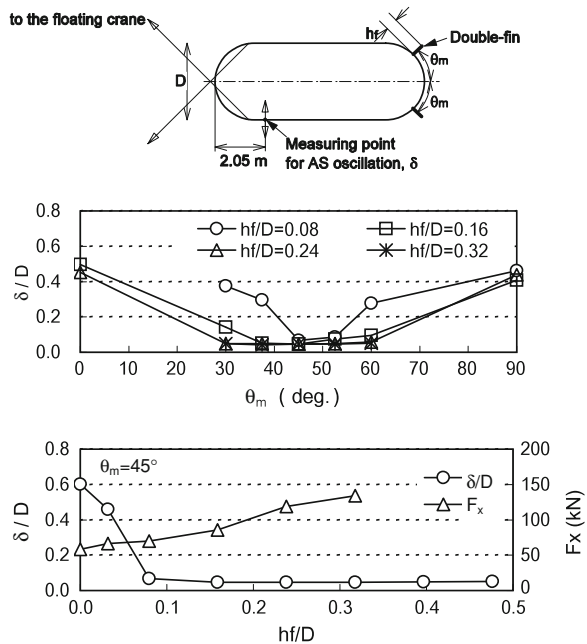 to the floating crane
hf
Double-fin
θm
D
θm
2.05 m
Measuring point
for AS oscillation, δ
0.8
0.6
0.4
0.2
0.0
δ / D
hf/D=0.08
hf/D=0.16
hf/D=0.24
hf/D=0.32
0 10 20 30 40 50 60 70 80 90
θm ( deg.)
0.8
0.6
0.4
0.2
0.0
δ / D
θm=45°
δ/D
Fx
200
150
100
50
0
Fx (kN)
0.0 0.1 0.2 0.3 0.4 0.5
hf/D